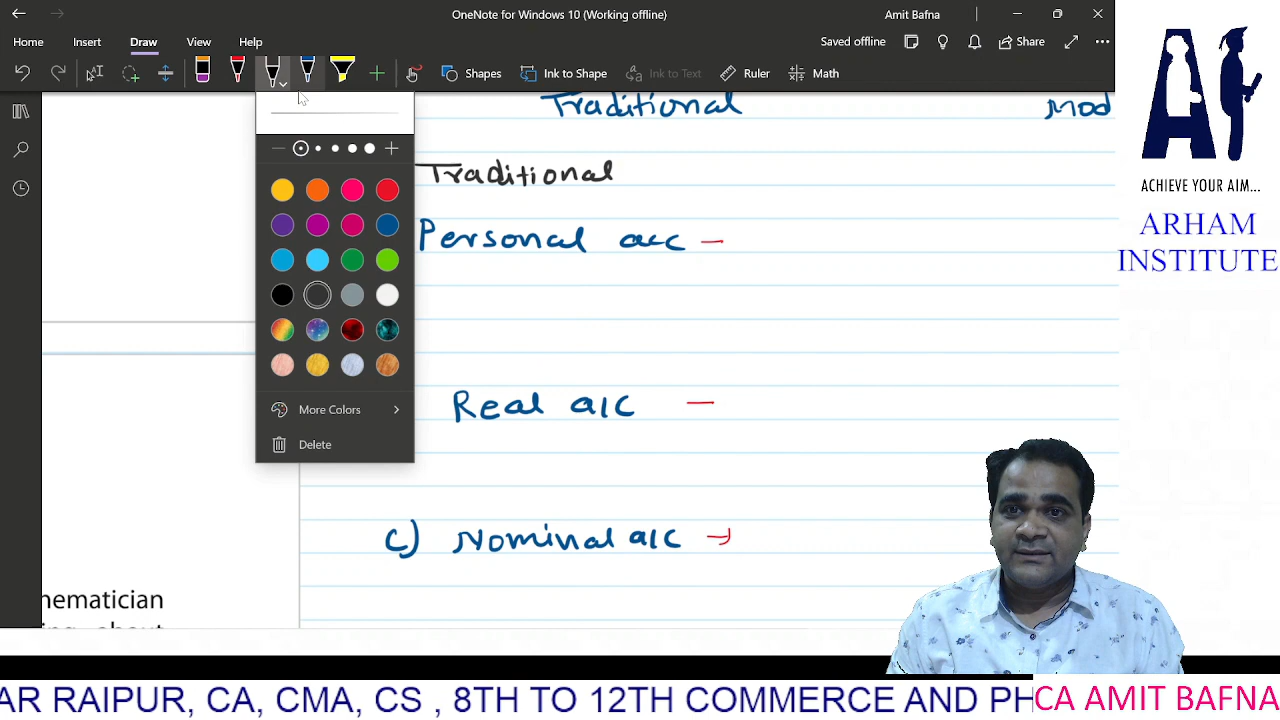 OneNote for Windows 10 (Working offline)
Amit Bafna
Home Insert Draw View Help
Saved offline
Share
Shapes
Ink to Shape
Ink to Text
Ruler
Math
Traditional
Mod
Traditional
Personal acc –
Real a/c –
c) Nominal a/c →
More Colors
Delete
hematician
about
AI
ACHIEVE YOUR AIM...
ARHAM
INSTITUTE
AR RAIPUR, CA, CMA, CS , 8TH TO 12TH COMMERCE AND PH
CA AMIT BAFNA